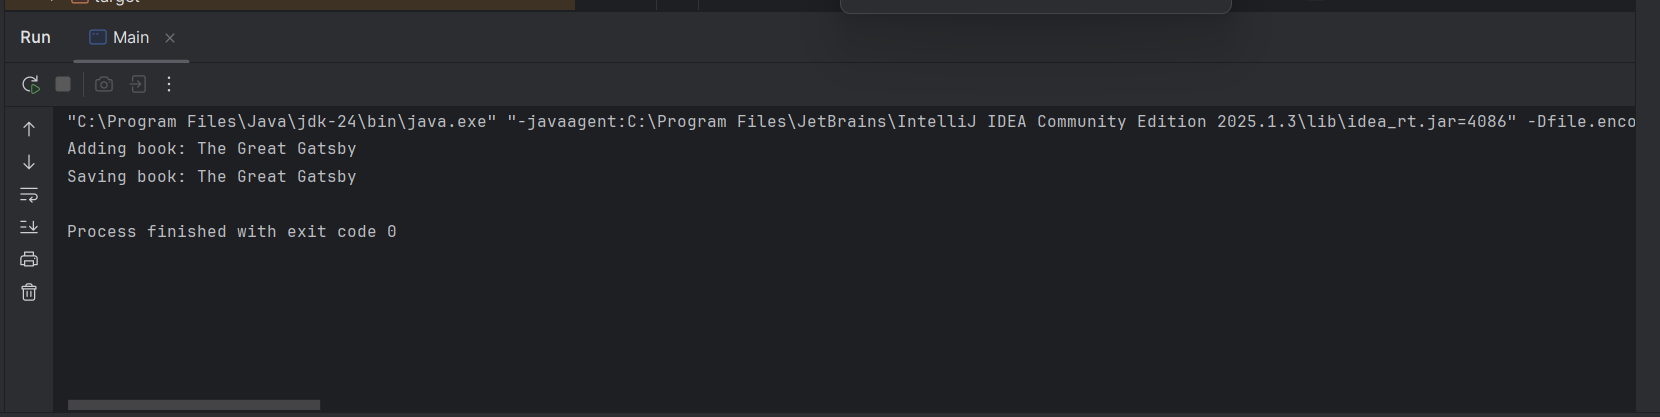 target
Run
Main
"C:\Program Files\Java\jdk-24\bin\java.exe" "-javaagent:C:\Program Files\JetBrains\IntelliJ IDEA Community Edition 2025.1.3\lib\idea_rt.jar=4086" -Dfile.enco
Adding book: The Great Gatsby
Saving book: The Great Gatsby
Process finished with exit code 0